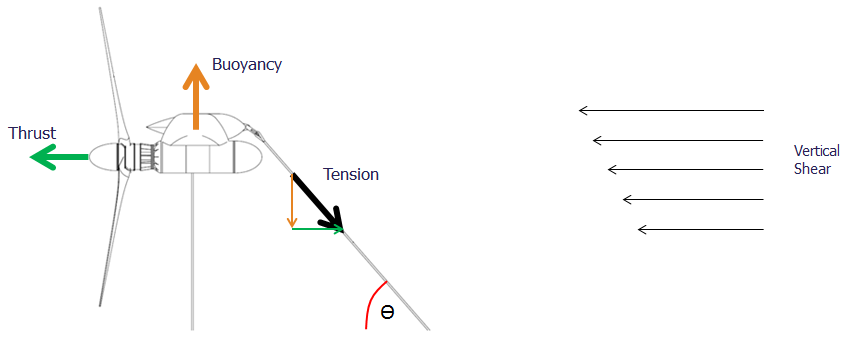 Buoyancy
Thrust
Tension
Vertical
Shear
ϴ